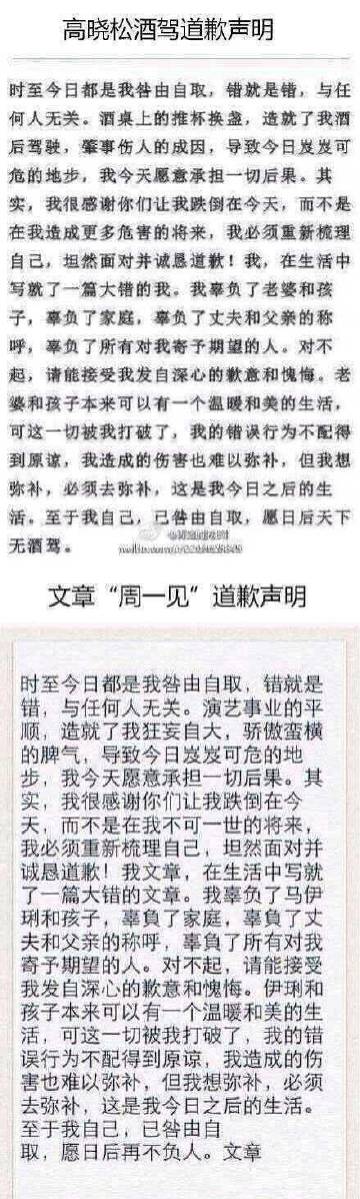 高晓松酒驾道歉声明
时至今日都是我咎由自取，错就是错，与任
何人无关。酒桌上的推杯换盏，造就了我酒
后驾驶，肇事伤人的成因，导致今日岌岌可
危的地步，我今天愿意承担一切后果。其
实，我很感谢你们让我跌倒在今天，而不是
在我造成更多危害的将来，我必须重新梳理
自己，坦然面对并诚恳道歉！我，在生活中
写就了一篇大错的我。我辜负了老婆和孩
子，辜负了家庭，辜负了丈夫和父亲的称
呼，辜负了所有对我寄予期望的人。对不
起，请能接受我发自深心的歉意和愧悔。老
婆和孩子本来可以有一个温暖和美的生活，
可这一切被我打破了，我的错误行为不配得
到原谅，我造成的伤害也难以弥补，但我想
弥补，必须去弥补，这是我今日之后的生
活。至于我自己，已咎由自取，愿日后天下
无酒驾。
文章“周一见”道歉声明
时至今日都是我咎由自取，错就是
错，与任何人无关。演艺事业的平
顺，造就了我狂妄自大，骄傲蛮横
的脾气，导致今日岌岌可危的地
步，我今天愿意承担一切后果。其
实，我很感谢你们让我跌倒在今
天，而不是在我不可一世的将来，
我必须重新梳理自己，坦然面对并
诚恳道歉！我文章，在生活中写就
了一篇大错的文章。我辜负了马伊
琍和孩子，辜負了家庭，辜負了丈
夫和父亲的称呼，辜負了所有对我
寄予期望的人。对不起，请能接受
我发自深心的歉意和愧悔。伊琍和
孩子本来可以有一个温暖和美的生
活，可这一切被我打破了，我的错
误行为不配得到原谅，我造成的伤
害也难以弥补，但我想弥补，必须
去弥补，这是我今日之后的生活。
至于我自己，已咎由自
取，愿日后再不负人。文章